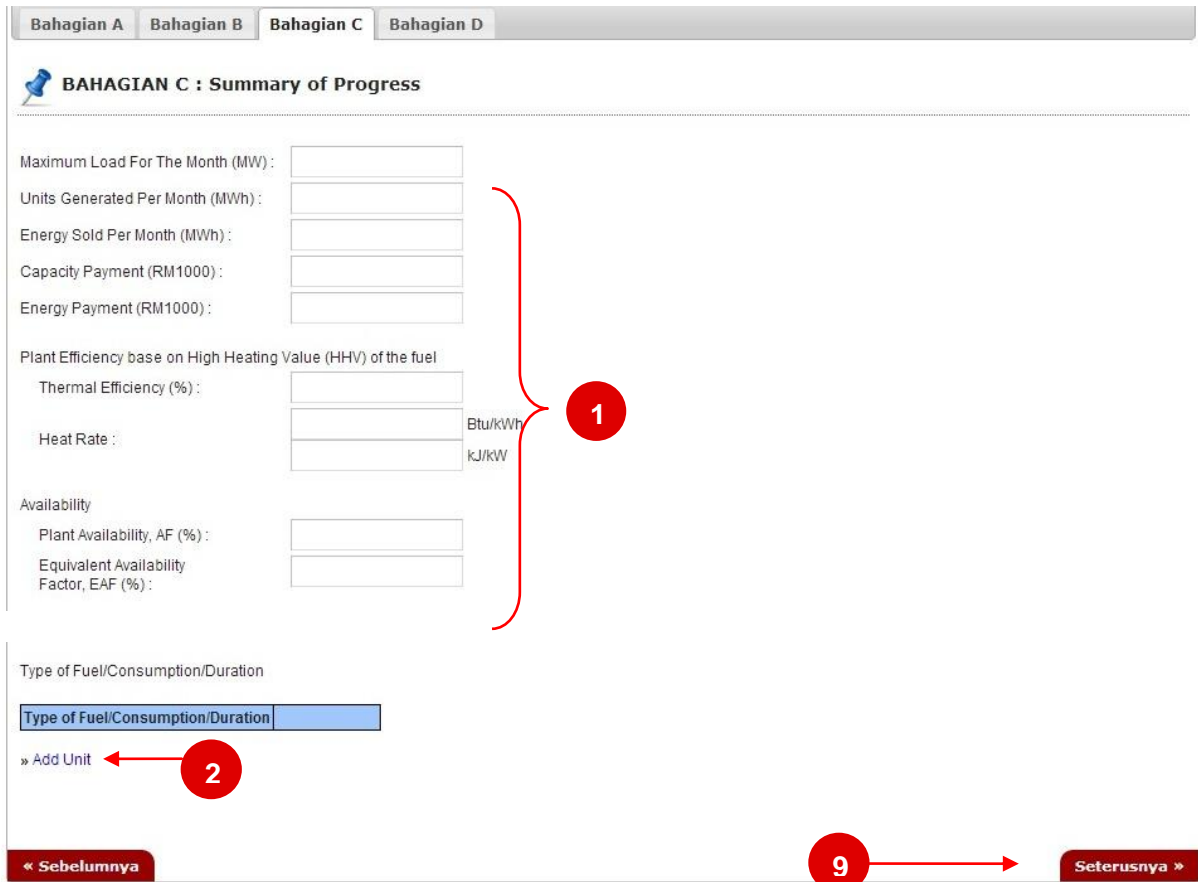 Bahagian A Bahagian B Bahagian C Bahagian D
BAHAGIAN C : Summary of Progress
Maximum Load For The Month (MW) :
Units Generated Per Month (MWh) :
Energy Sold Per Month (MWh) :
Capacity Payment (RM1000) :
Energy Payment (RM1000) :
Plant Efficiency base on High Heating Value (HHV) of the fuel
Thermal Efficiency (%) :
1
Btu/kWh
Heat Rate :
kJ/kW
Availability
Plant Availability, AF (%) :
Equivalent Availability
Factor, EAF (%) :
Type of Fuel/Consumption/Duration
Type of Fuel/Consumption/Duration
» Add Unit
2
« Sebelumnya
9
Seterusnya »